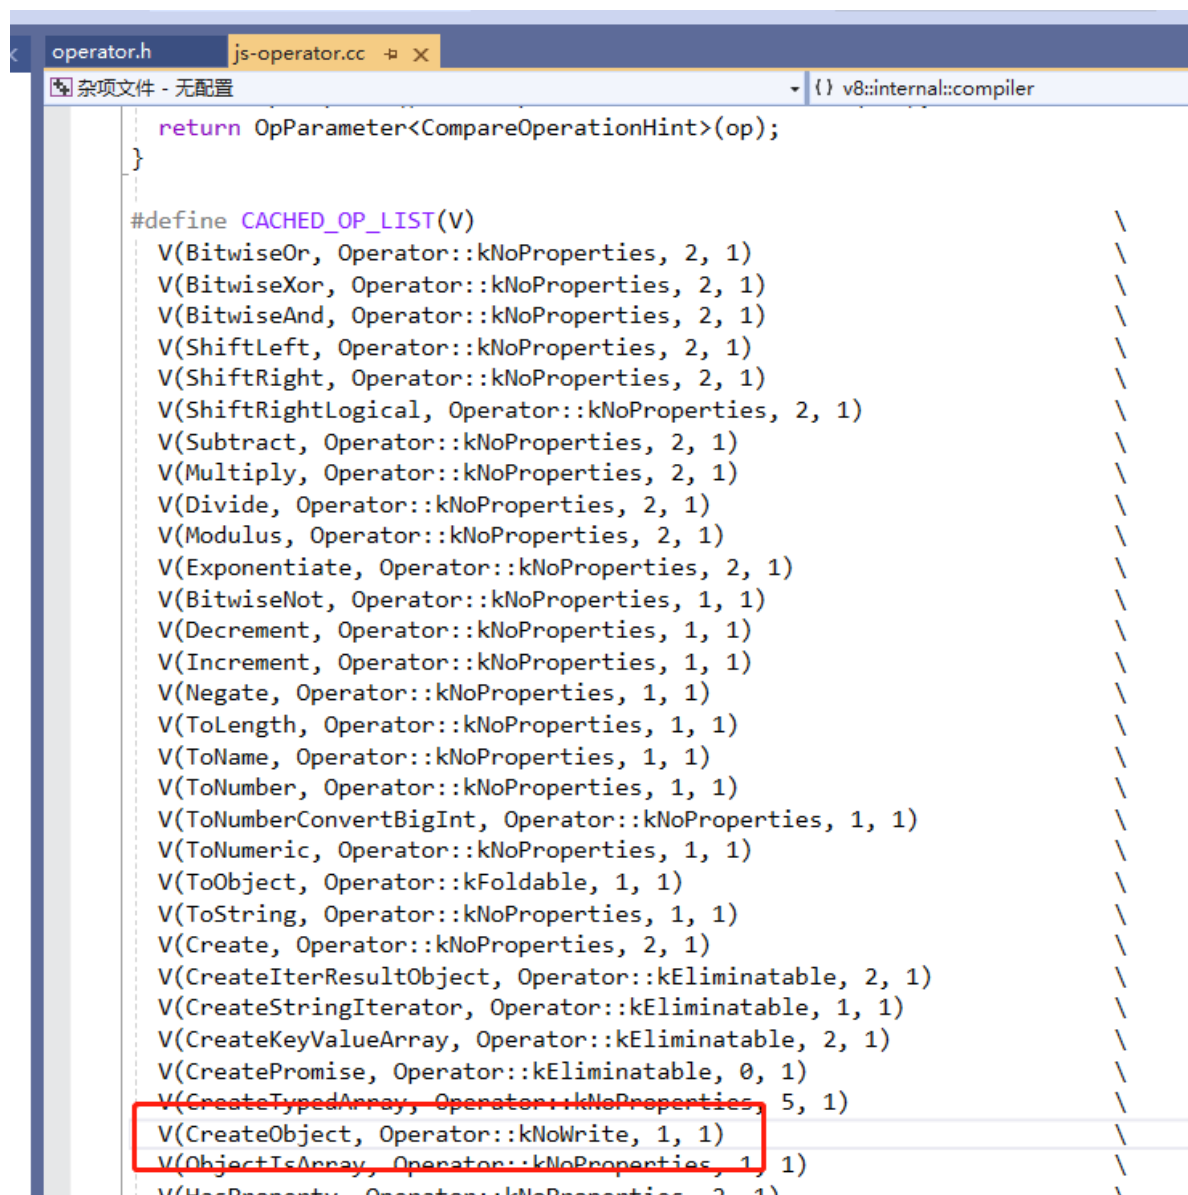 operator.h
js-operator.cc
杂项文件 - 无配置
{} v8::internal::compiler
return OpParameter<CompareOperationHint>(op);
}
#define CACHED_OP_LIST(V) \
V(BitwiseOr, Operator::kNoProperties, 2, 1) \
V(BitwiseXor, Operator::kNoProperties, 2, 1) \
V(BitwiseAnd, Operator::kNoProperties, 2, 1) \
V(ShiftLeft, Operator::kNoProperties, 2, 1) \
V(ShiftRight, Operator::kNoProperties, 2, 1) \
V(ShiftRightLogical, Operator::kNoProperties, 2, 1) \
V(Subtract, Operator::kNoProperties, 2, 1) \
V(Multiply, Operator::kNoProperties, 2, 1) \
V(Divide, Operator::kNoProperties, 2, 1) \
V(Modulus, Operator::kNoProperties, 2, 1) \
V(Exponentiate, Operator::kNoProperties, 2, 1) \
V(BitwiseNot, Operator::kNoProperties, 1, 1) \
V(Decrement, Operator::kNoProperties, 1, 1) \
V(Increment, Operator::kNoProperties, 1, 1) \
V(Negate, Operator::kNoProperties, 1, 1) \
V(ToLength, Operator::kNoProperties, 1, 1) \
V(ToName, Operator::kNoProperties, 1, 1) \
V(ToNumber, Operator::kNoProperties, 1, 1) \
V(ToNumberConvertBigInt, Operator::kNoProperties, 1, 1) \
V(ToNumeric, Operator::kNoProperties, 1, 1) \
V(ToObject, Operator::kFoldable, 1, 1) \
V(ToString, Operator::kNoProperties, 1, 1) \
V(Create, Operator::kNoProperties, 2, 1) \
V(CreateIterResultObject, Operator::kEliminatable, 2, 1) \
V(CreateStringIterator, Operator::kEliminatable, 1, 1) \
V(CreateKeyValueArray, Operator::kEliminatable, 2, 1) \
V(CreatePromise, Operator::kEliminatable, 0, 1) \
V(CreateTypedArray, Operator::kNoProperties, 5, 1) \
V(CreateObject, Operator::kNoWrite, 1, 1) \
V(ObjectIsArray, Operator::kNoProperties, 1, 1) \
V(HasProperty, Operator::kNoProperties, 2, 1) \